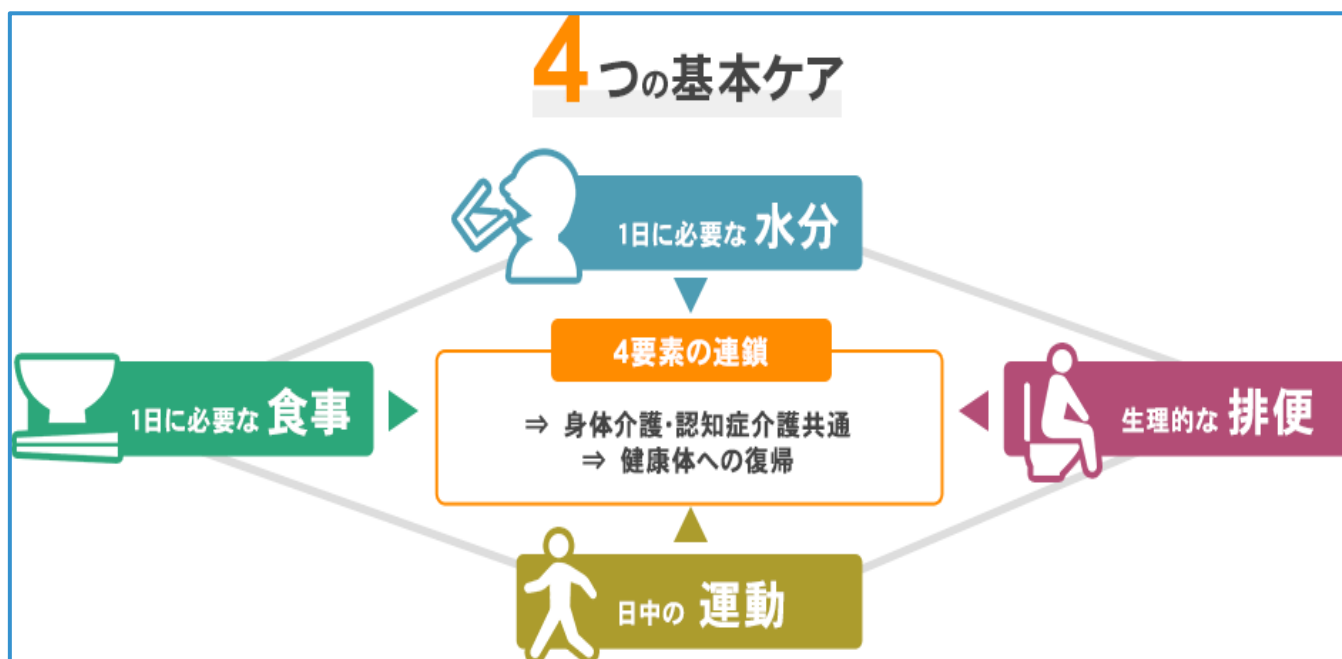 4つの基本ケア
1日に必要な 水分
4要素の連鎖
1日に必要な 食事
⇒ 身体介護・認知症介護共通
⇒ 健康体への復帰
生理的な 排便
日中の 運動